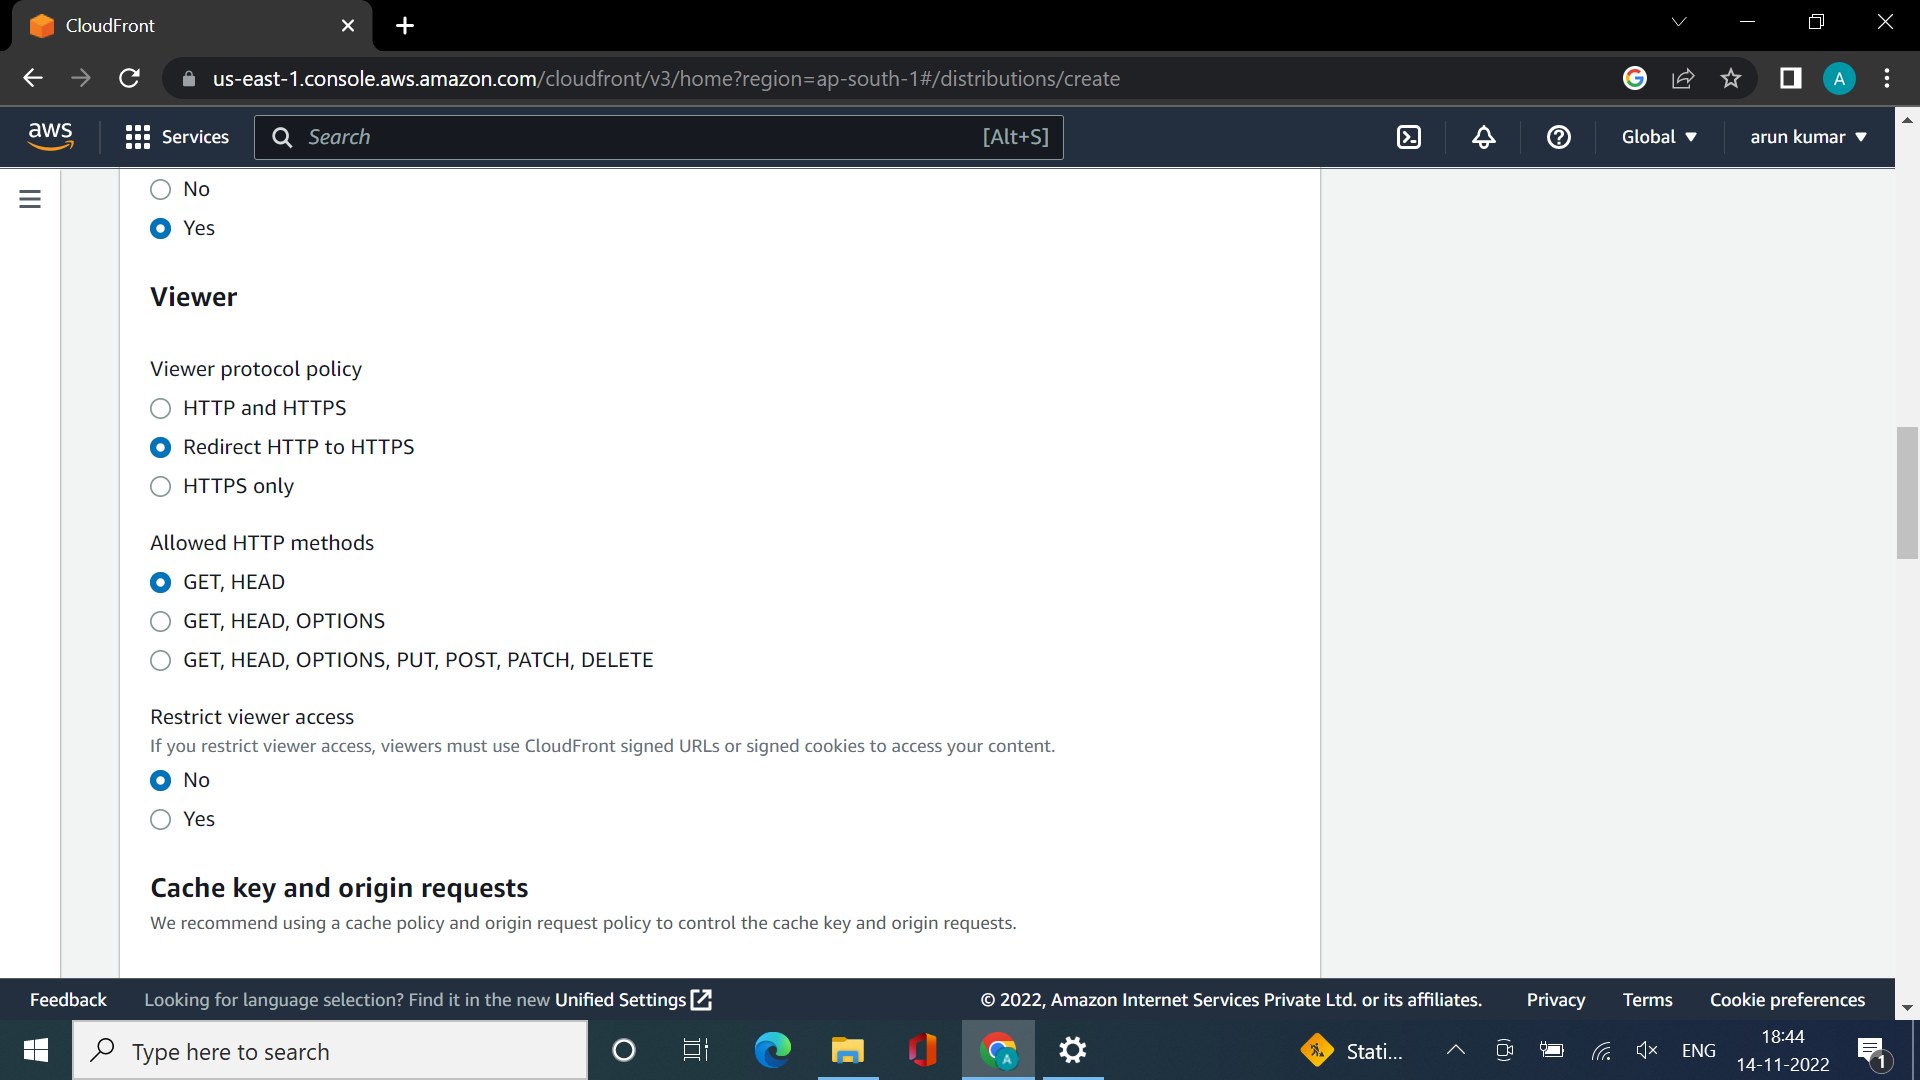 CloudFront
us-east-1.console.aws.amazon.com/cloudfront/v3/home?region=ap-south-1#/distributions/create
A
aws
Services
Search
[Alt+S]
Global
arun kumar
No
Yes
Viewer
Viewer protocol policy
HTTP and HTTPS
Redirect HTTP to HTTPS
HTTPS only
Allowed HTTP methods
GET, HEAD
GET, HEAD, OPTIONS
GET, HEAD, OPTIONS, PUT, POST, PATCH, DELETE
Restrict viewer access
If you restrict viewer access, viewers must use CloudFront signed URLs or signed cookies to access your content.
No
Yes
Cache key and origin requests
We recommend using a cache policy and origin request policy to control the cache key and origin requests.
Feedback
Looking for language selection? Find it in the new Unified Settings
© 2022, Amazon Internet Services Private Ltd. or its affiliates.
Privacy
Terms
Cookie preferences
Type here to search
A
Stati...
ENG
18:44
14-11-2022
1